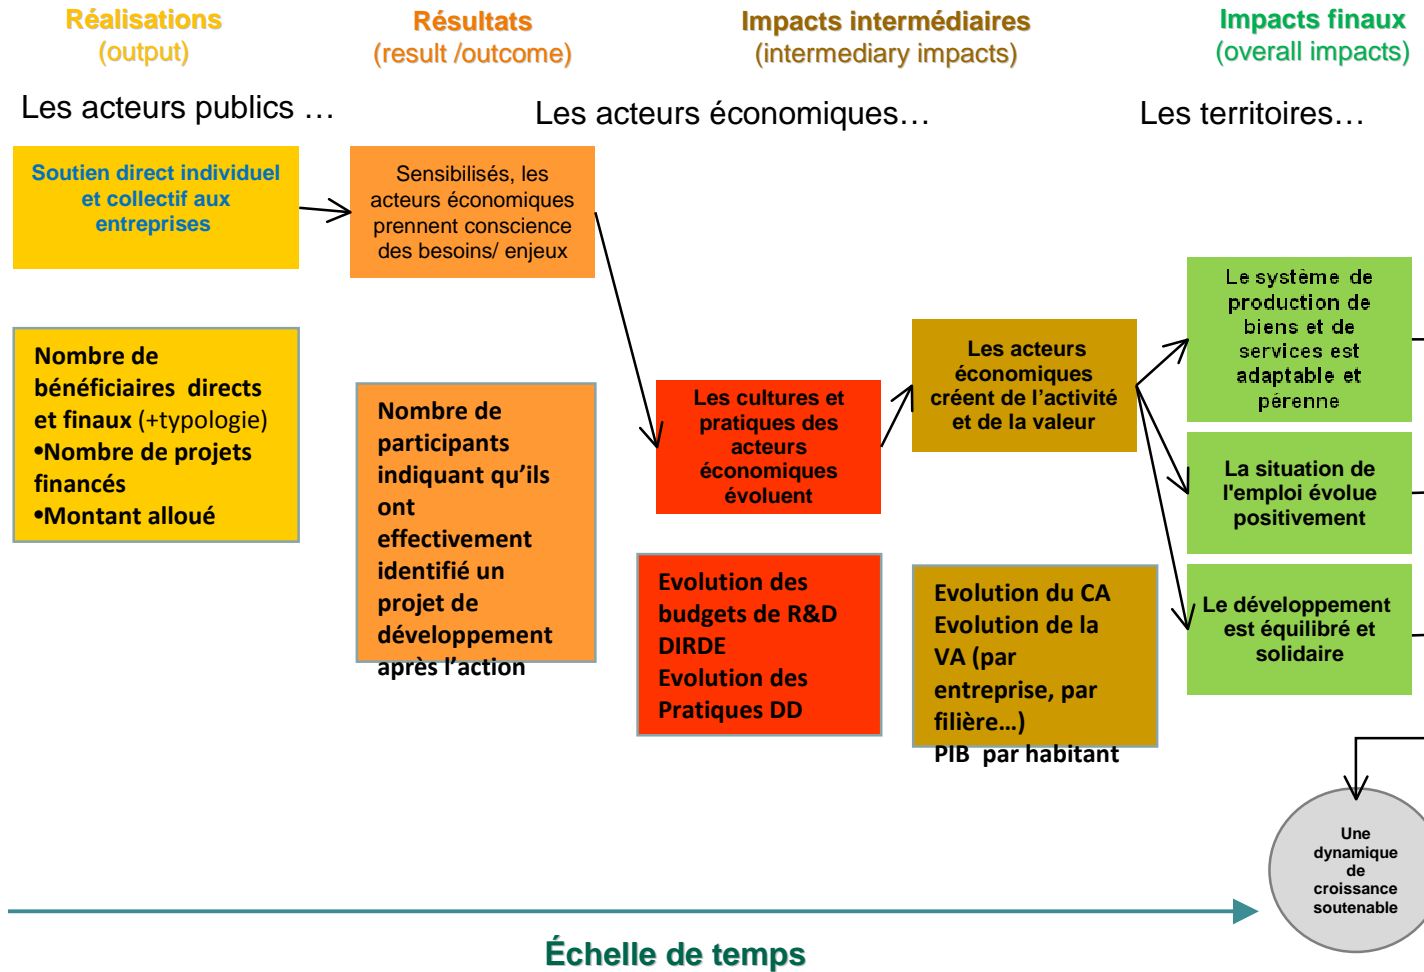 Réalisations
(output)
Résultats
(result /outcome)
Impacts intermédiaires
(intermediary impacts)
Impacts finaux
(overall impacts)
Les acteurs publics …
Les acteurs économiques…
Les territoires…
Soutien direct individuel
et collectif aux
entreprises
Sensibilisés, les
acteurs économiques
prennent conscience
des besoins/ enjeux
Le système de
production de
biens et de
services est
adaptable et
pérenne
Nombre de
bénéficiaires directs
et finaux (+typologie)
•Nombre de projets
financés
•Montant alloué
Nombre de
participants
indiquant qu’ils
ont
effectivement
identifié un
projet de
développement
après l’action
Les cultures et
pratiques des
acteurs
économiques
évoluent
Les acteurs
économiques
créent de l’activité
et de la valeur
La situation de
l'emploi évolue
positivement
Evolution des
budgets de R&D
DIRDE
Evolution des
Pratiques DD
Evolution du CA
Evolution de la
VA (par
entreprise, par
filière…)
PIB par habitant
Le développement
est équilibré et
solidaire
Une
dynamique
de
croissance
soutenable
Échelle de temps